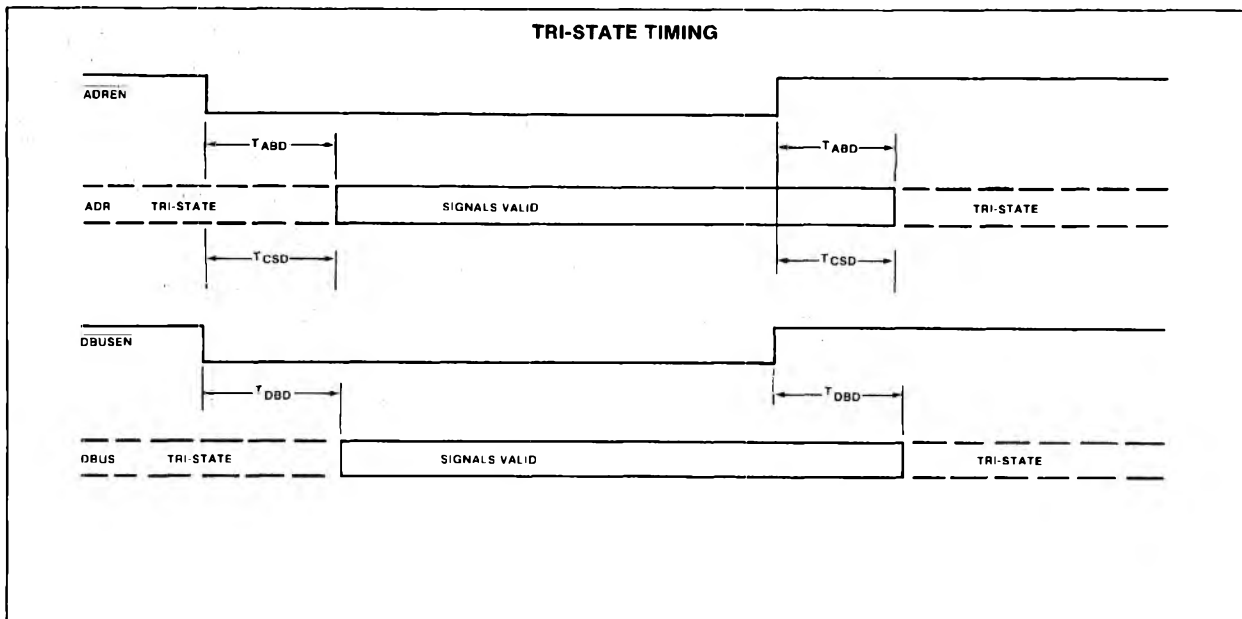 TRI-STATE TIMING
ADREN
TABD TABD
ADR TRI-STATE SIGNALS VALID TRI-STATE
TCSD TCSD
DBUSEN
TDBD TDBD
DBUS TRI-STATE SIGNALS VALID TRI-STATE